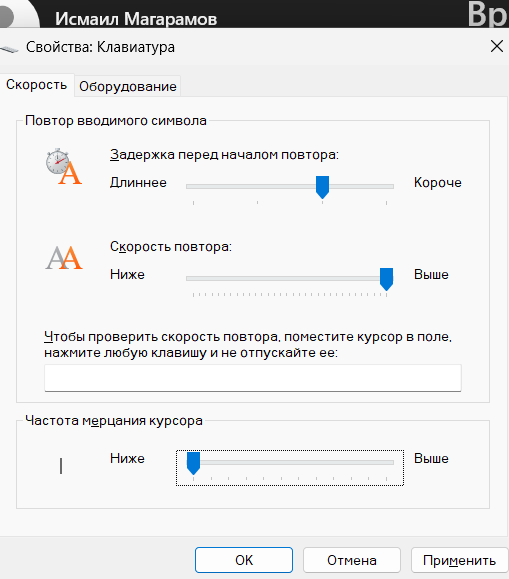 Исмаил Магарамов
Вр
Свойства: Клавиатура
Скорость
Оборудование
Повтор вводимого символа
Задержка перед началом повтора:
Длиннее
Короче
Скорость повтора:
Ниже
Выше
Чтобы проверить скорость повтора, поместите курсор в поле,
нажмите любую клавишу и не отпускайте ее:
Частота мерцания курсора
Ниже
Выше
OK
Отмена
Применить